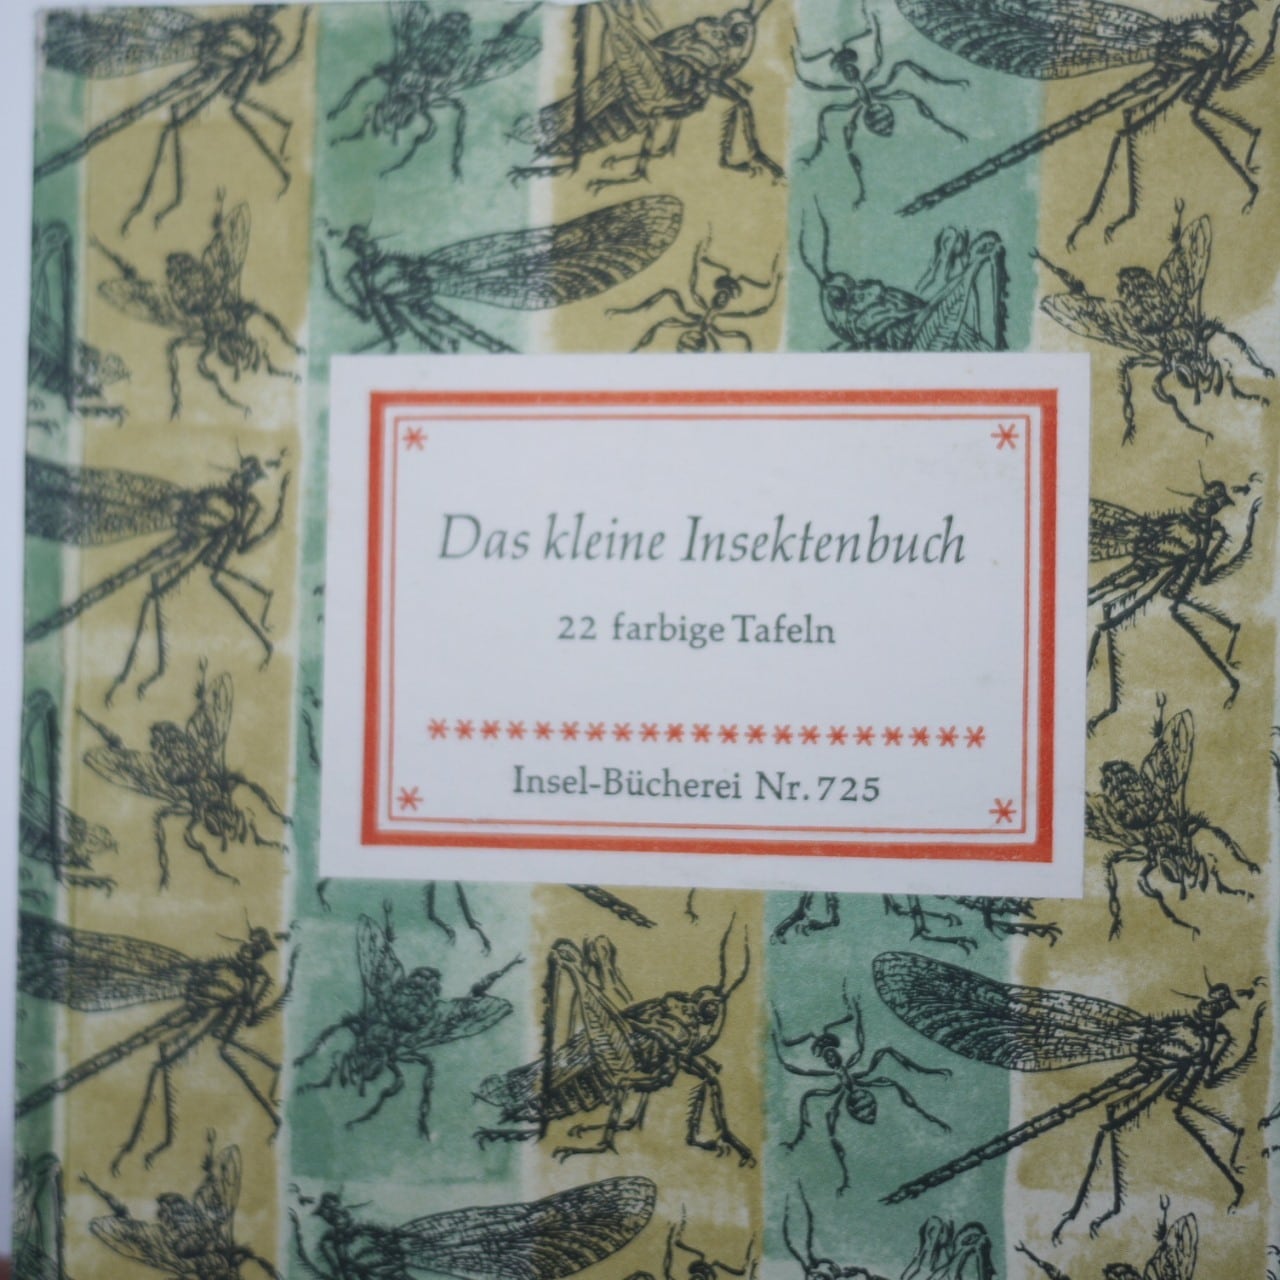 Das kleine Insektenbuch
22 farbige Tafeln
Insel-Bücherei Nr. 725